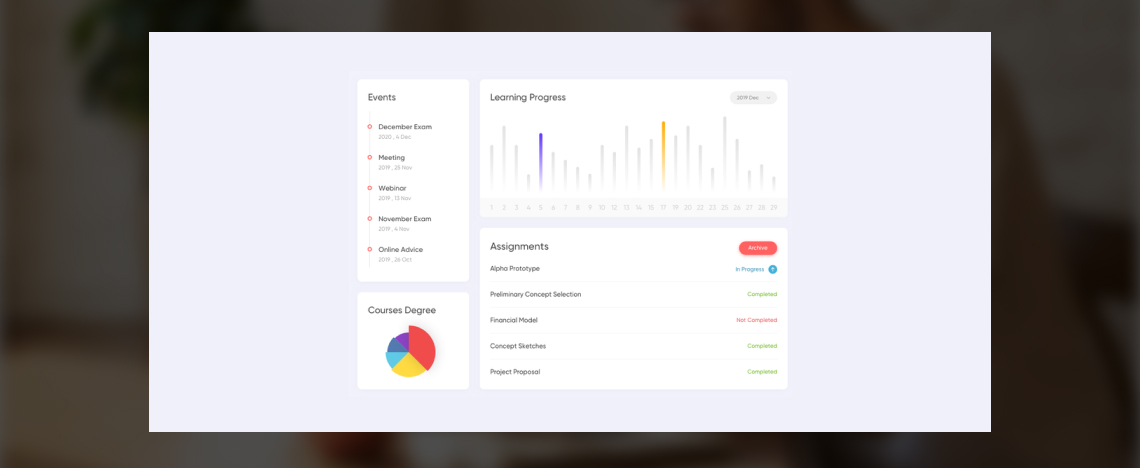 Events
December Exam
2020 , 4 Dec
Meeting
2019 , 23 Nov
Webinar
2019 , 13 Nov
November Exam
2019 , 4 Nov
Online Advice
2019 , 26 Oct
Courses Degree
Learning Progress
2019 Dec
1 2 3 4 5 6 7 8 9 10 12 13 14 15 17 18 19 20 22 23 25 26 27 28 29
Assignments
Archive
Alpha Prototype
In Progress
Preliminary Concept Selection
Completed
Financial Model
Not Completed
Concept Sketches
Completed
Project Proposal
Completed